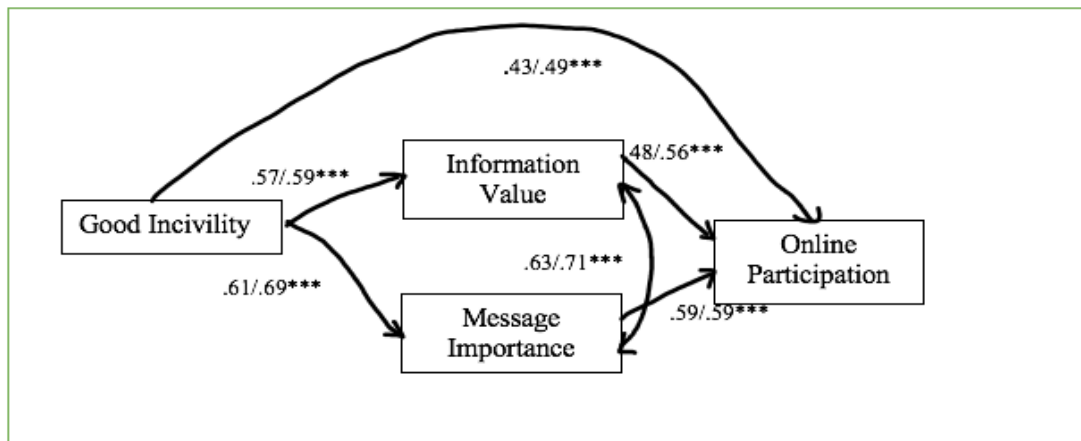 .43/.49***
Information
Value
48/.56***
.57/.59***
Good Incivility
Online
Participation
.63/.71***
.61/.69***
Message
Importance
.59/.59***